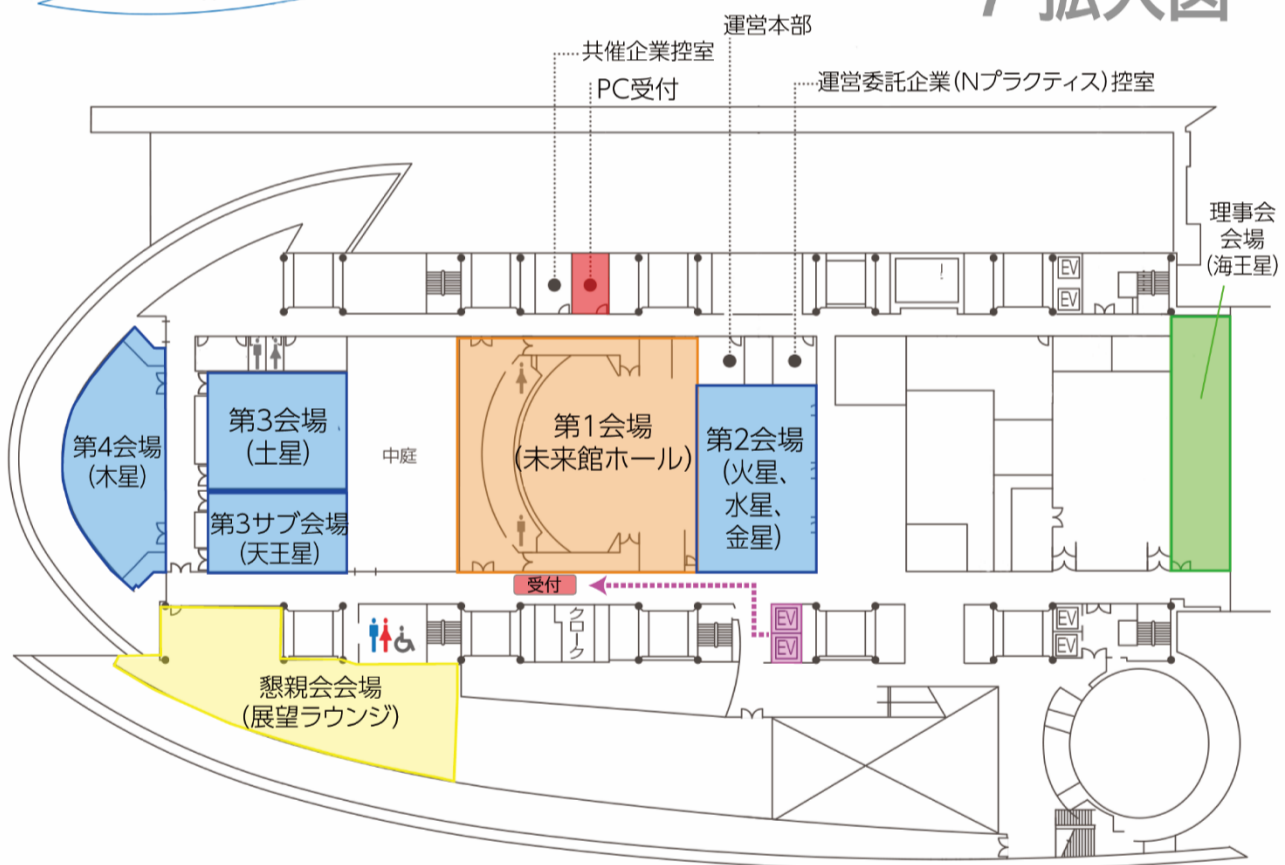 運営本部
共催企業控室
PC受付
運営委託企業(Nプラクティス)控室
理事会
会場
(海王星)
EV
EV
第4会場
(木星)
第3会場
(土星)
第3サブ会場
(天王星)
中庭
第1会場
(未来館ホール)
第2会場
(火星、
水星、
金星)
受付
クローク
EV
EV
EV
EV
懇親会会場
(展望ラウンジ)